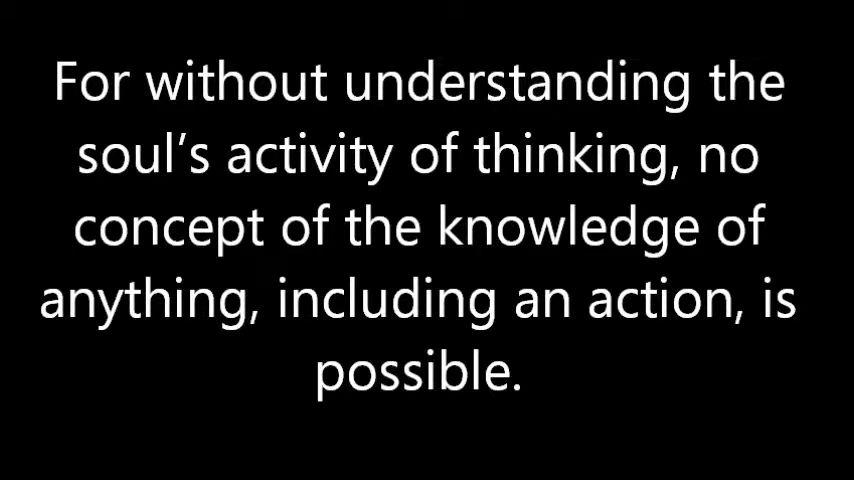 For without understanding the
soul’s activity of thinking, no
concept of the knowledge of
anything, including an action, is
possible.